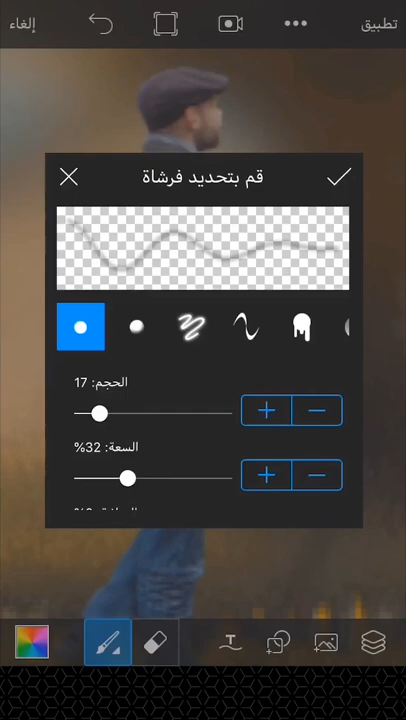 تطبيق
إلغاء
قم بتحديد فرشاة
الحجم: 17
السعة: 32%